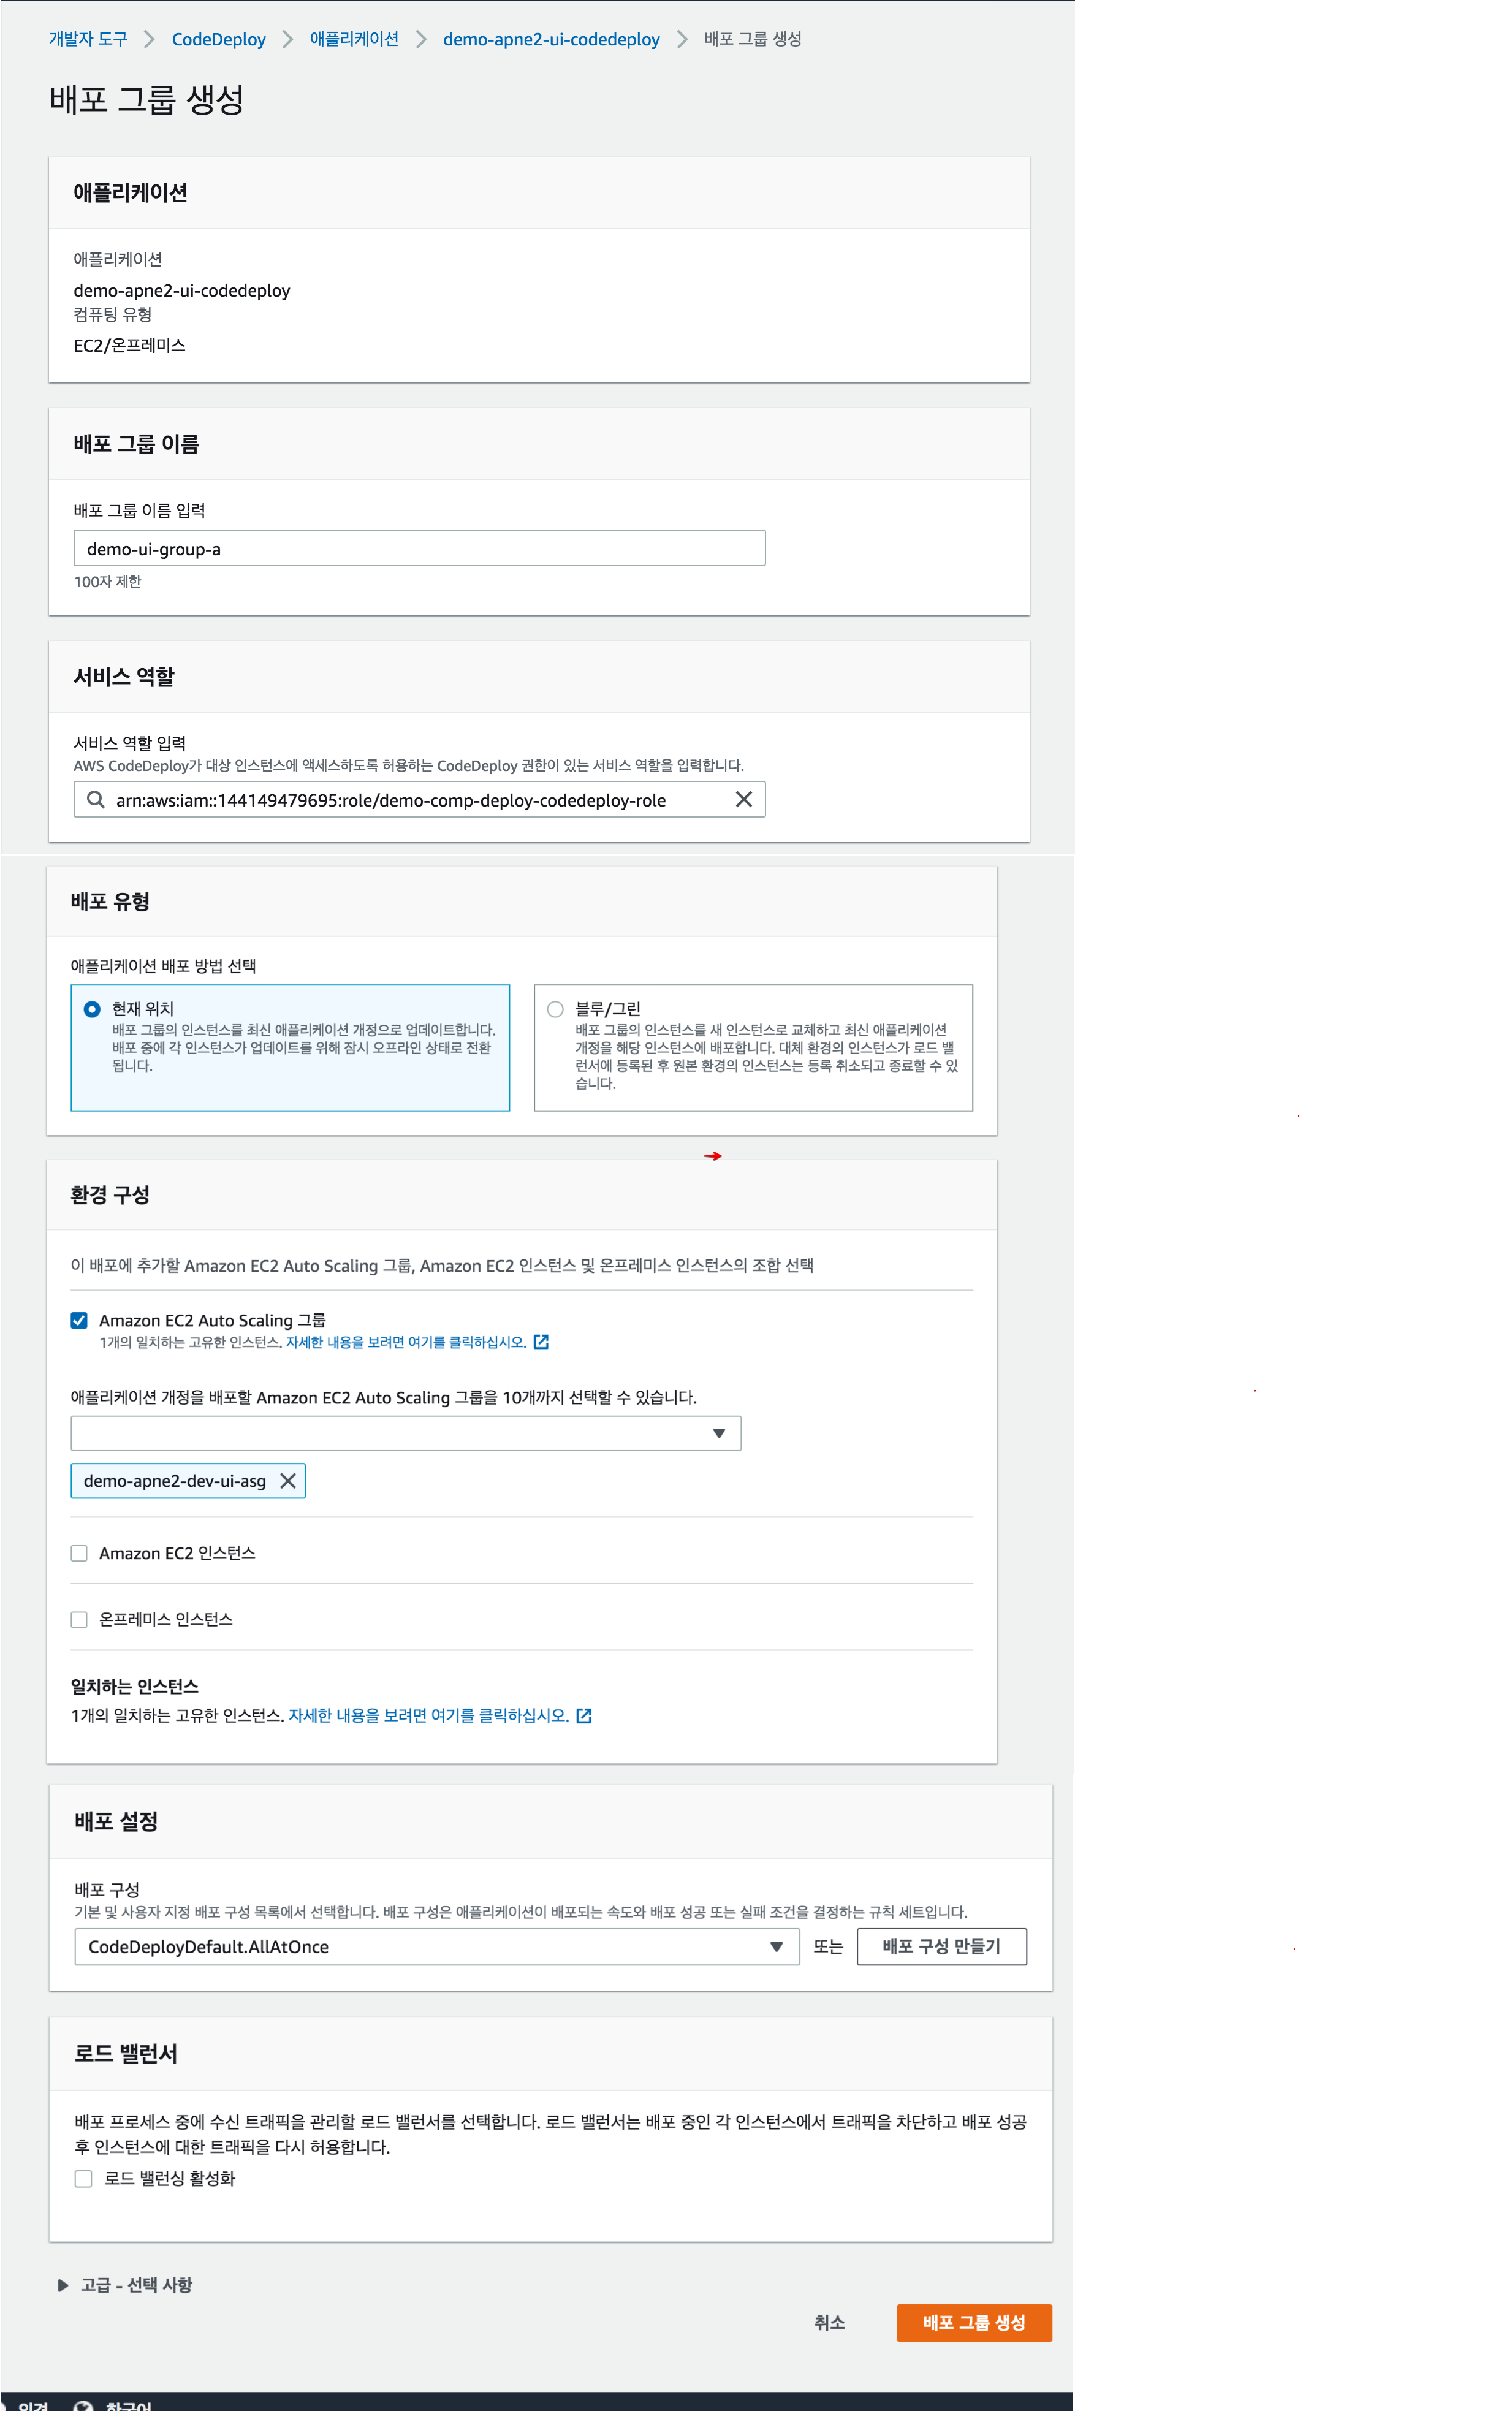 개발자 도구 > CodeDeploy > 애플리케이션 > demo-apne2-ui-codedeploy > 배포 그룹 생성
배포 그룹 생성
애플리케이션
애플리케이션
demo-apne2-ui-codedeploy
컴퓨팅 유형
EC2/온프레미스
배포 그룹 이름
배포 그룹 이름 입력
demo-ui-group-a
100자 제한
서비스 역할
서비스 역할 입력
AWS CodeDeploy가 대상 인스턴스에 액세스하도록 허용하는 CodeDeploy 권한이 있는 서비스 역할을 입력합니다.
arn:aws:iam::144149479695:role/demo-comp-deploy-codedeploy-role
배포 유형
애플리케이션 배포 방법 선택
현재 위치
배포 그룹의 인스턴스를 최신 애플리케이션 개정으로 업데이트합니다.
배포 중에 각 인스턴스가 업데이트를 위해 잠시 오프라인 상태로 전환
됩니다.
블루/그린
배포 그룹의 인스턴스를 새 인스턴스로 교체하고 최신 애플리케이션
개정을 해당 인스턴스에 배포합니다. 대체 환경의 인스턴스가 로드 밸
런서에 등록된 후 원본 환경의 인스턴스는 등록 취소되고 종료할 수 있
습니다.
환경 구성
이 배포에 추가할 Amazon EC2 Auto Scaling 그룹, Amazon EC2 인스턴스 및 온프레미스 인스턴스의 조합 선택
Amazon EC2 Auto Scaling 그룹
1개의 일치하는 고유한 인스턴스. 자세한 내용을 보려면 여기를 클릭하십시오.
애플리케이션 개정을 배포할 Amazon EC2 Auto Scaling 그룹을 10개까지 선택할 수 있습니다.
demo-apne2-dev-ui-asg
Amazon EC2 인스턴스
온프레미스 인스턴스
일치하는 인스턴스
1개의 일치하는 고유한 인스턴스. 자세한 내용을 보려면 여기를 클릭하십시오.
배포 설정
배포 구성
기본 및 사용자 지정 배포 구성 목록에서 선택합니다. 배포 구성은 애플리케이션이 배포되는 속도와 배포 성공 또는 실패 조건을 결정하는 규칙 세트입니다.
CodeDeployDefault.AllAtOnce 또는 배포 구성 만들기
로드 밸런서
배포 프로세스 중에 수신 트래픽을 관리할 로드 밸런서를 선택합니다. 로드 밸런서는 배포 중인 각 인스턴스에서 트래픽을 차단하고 배포 성공
후 인스턴스에 대한 트래픽을 다시 허용합니다.
로드 밸런싱 활성화
고급 - 선택 사항
취소 배포 그룹 생성
의견 한국어